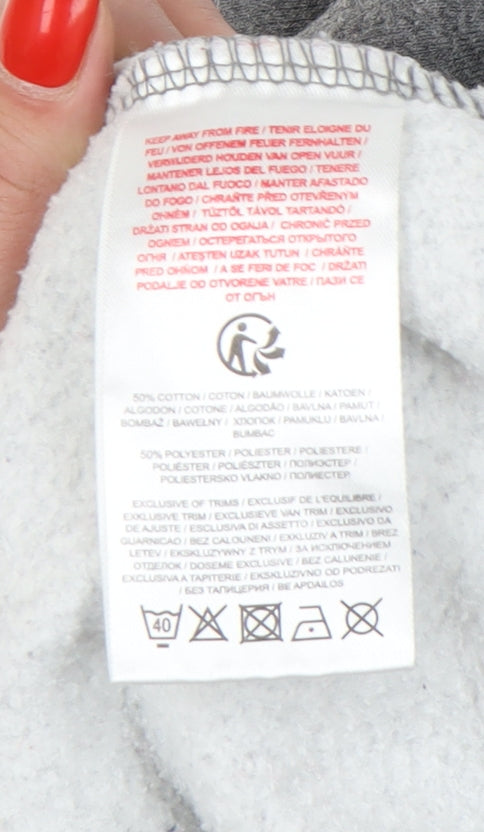 KEEP AWAY FROM FIRE / TENIR ELOIGNE DU
FEU / VON OFFENEM FEUER FERNHALTEN /
VERWIJDERD HOUDEN VAN OPEN VUUR /
MANTENER LEJOS DEL FUEGO / TENERE
LONTANO DAL FUOCO / MANTER AFASTADO
DO FOGO / CHRAŇTE PŘED OTEVŘENÝM
OHNĚM / TŰZTŐL TÁVOL TARTANDÓ /
DRŽATI STRAN OD OGNJA / CHRONIĆ PRZED
OGNIEM / ОСТЕРЕГАТЬСЯ ОТКРЫТОГО
ОГНЯ / ATEŞTEN UZAK TUTUN / CHRÁŇTE
PRED OHŇOM / A SE FERI DE FOC / DRŽATI
PODALJE OD OTVORENE VATRE / ПАЗИ СЕ
ОТ ОГЪН
50% COTTON / COTON / BAUMWOLLE / KATOEN /
ALGODON / COTONE / ALGODÃO / BAVLNA / PAMUT /
BOMBAŽ / BAWEŁNY / ХЛОПОК / PAMUKLU / BAVLNA /
BUMBAC
50% POLYESTER / POLIESTER / POLIESTERE /
POLIÉSTER / POLIÉSZTER / ПОЛИЭСТЕР /
POLIESTERSKO VLAKNO / ПОЛИЕСТЕР
EXCLUSIVE OF TRIMS / EXCLUSIF DE L'EQUILIBRE /
EXKLUSIVE TRIM / EXCLUSIEVE VAN TRIM / EXCLUSIVO
DE AJUSTE / ESCLUSIVA DI ASSETTO / EXCLUSIVO DA
GUARNICAO / BEZ CALOUNENI / EXKLUZIV A TRIM / BREZ
LETEV / EKSKLUZYWNY Z TRYM / ЗА ИСКЛЮЧЕНИЕМ
ОТДЕЛОК / DOSEME EXCLUSIVE / BEZ CALUNENIE /
EXCLUSIVA A TAPITERIE / EKSKLUZIVNO OD PODREZATI
/ БЕЗ ТАПИЦЕРИЯ / BE APDAILOS
40